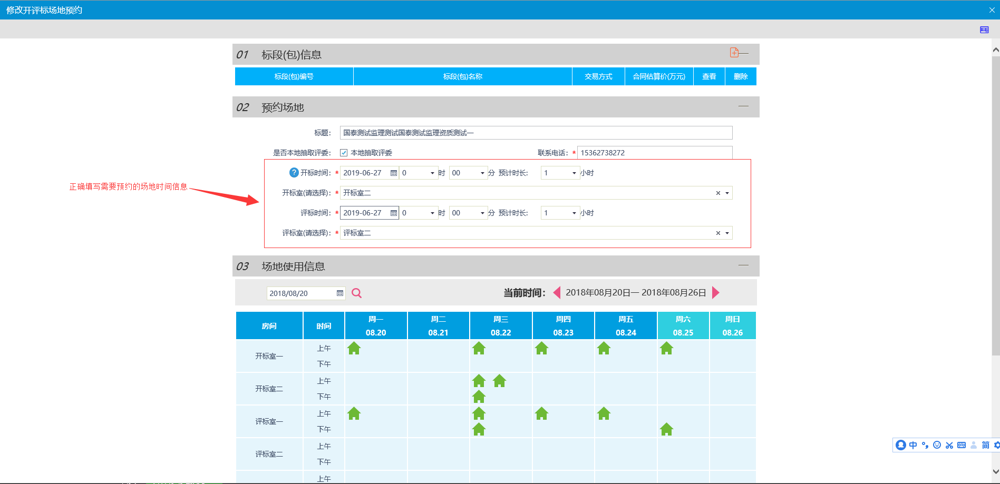 修改开评标场地预约
01 标段(包)信息
标段(包)编号 标段(包)名称 交易方式 合同估算价(万元) 查看 删除
02 预约场地
标题： 国泰测试监理测试国泰测试监理资质测试一
是否本地抽取评委： 本地抽取评委 联系电话：* 15362738272
? 开标时间：* 2019-06-27 0 时 00 分 预计时长: 1 小时
正确填写需要预约的场地时间信息
开标室(请选择)：* 开标室二
评标时间：* 2019-06-27 0 时 00 分 预计时长: 1 小时
评标室(请选择)：* 评标室二
03 场地使用信息
2018/08/20 当前时间： 2018年08月20日一 2018年08月26日
房间 时间 周一 周二 周三 周四 周五 周六 周日
08.20 08.21 08.22 08.23 08.24 08.25 08.26
开标室一 上午
下午
开标室二 上午
下午
评标室一 上午
下午
中 简
评标室二 上午
下午
上午